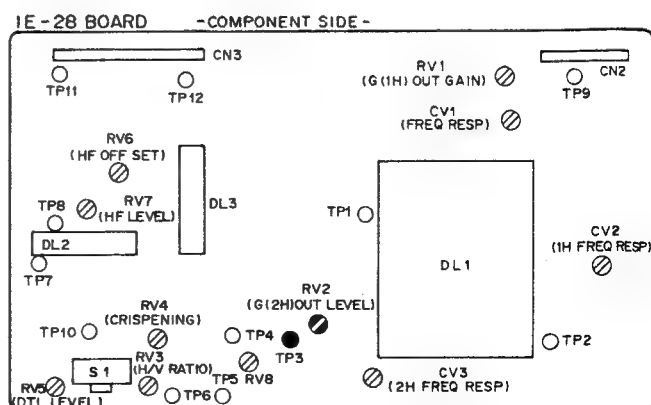 IE-28 BOARD -COMPONENT SIDE-
CN3
TP11
TP12
RV1
(G(1H) OUT GAIN)
CN2
TP9
CV1
(FREQ RESP)
RV6
(HF OFF SET)
DL3
TP8
RV7
(HF LEVEL)
DL2
TP7
TP1
DL1
CV2
(1H FREQ RESP)
RV2
(G(2H)OUT LEVEL)
RV4
(CRISPENING)
TP10
TP4
TP3
TP2
S1
RV3
(H/V RATIO)
RV8
RV5
(DTL LEVEL)
TP6
TP5
CV3
(2H FREQ RESP)